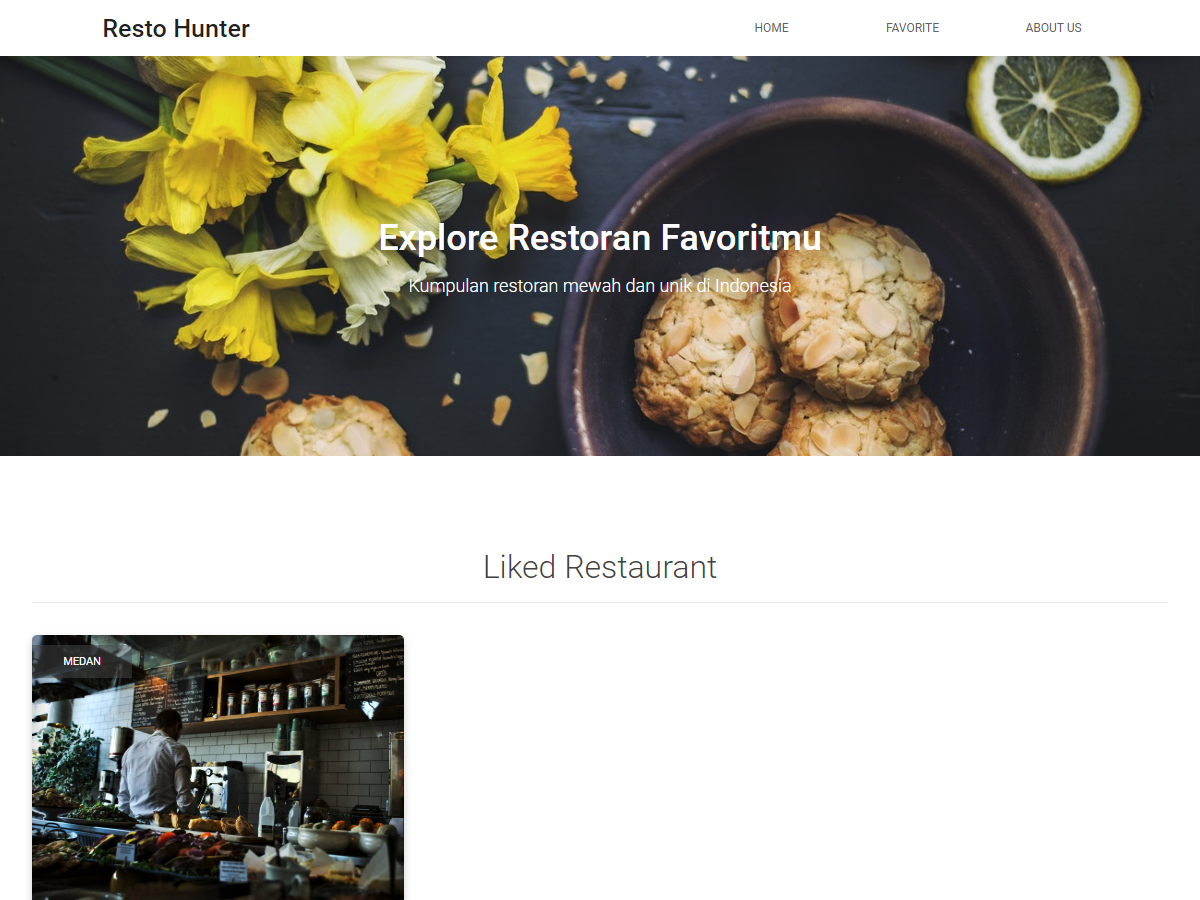 Resto Hunter
HOME
FAVORITE
ABOUT US
Explore Restoran Favoritmu
Kumpulan restoran mewah dan unik di Indonesia
Liked Restaurant
MEDAN